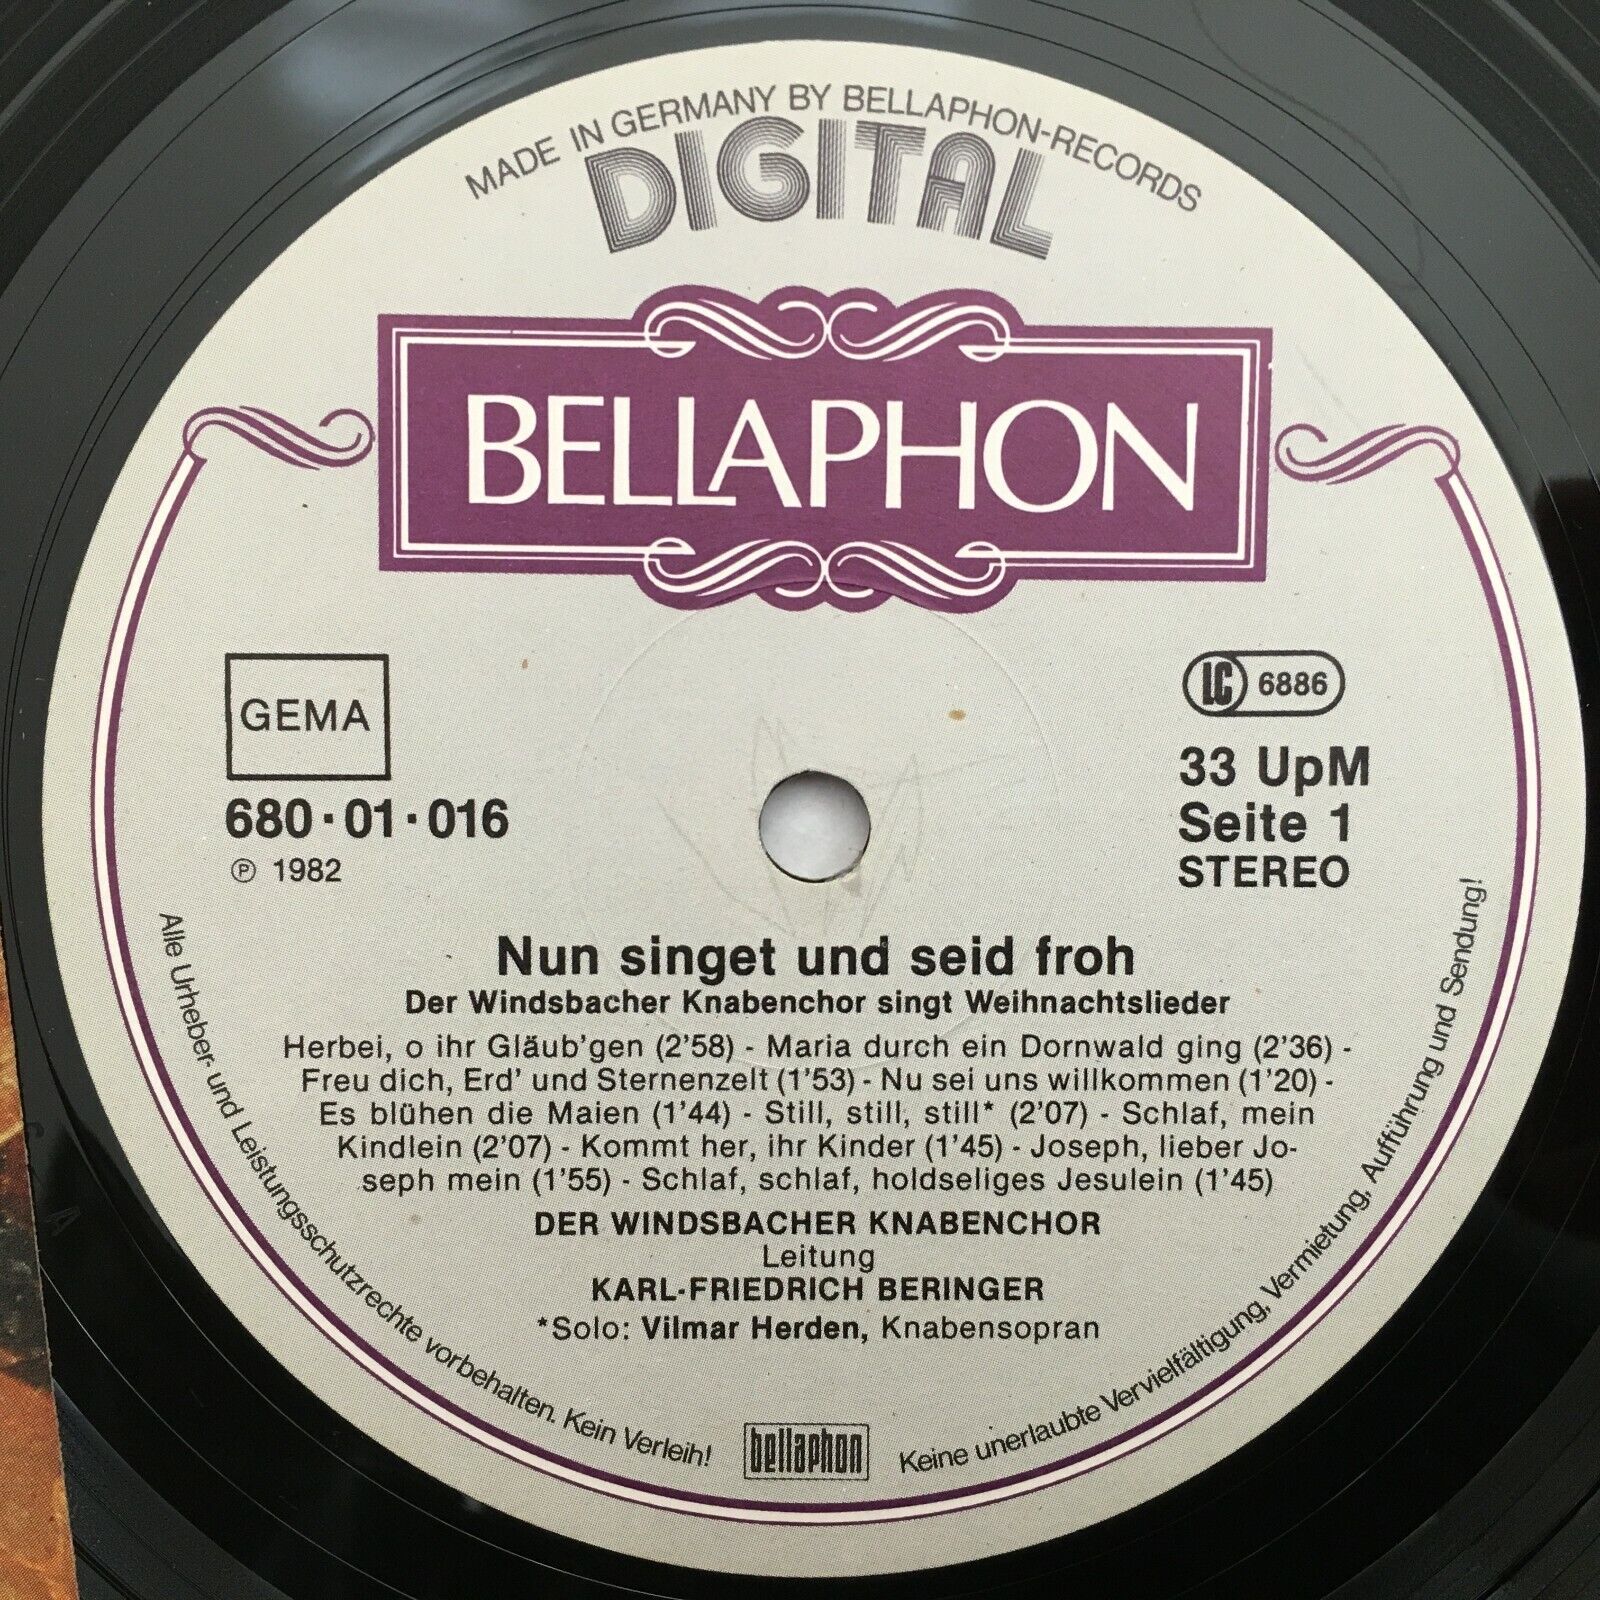 MADE IN GERMANY BY BELLAPHON-RECORDS
DIGITAL
BELLAPHON
GEMA
LC 6886
680·01·016
℗ 1982
33 UpM
Seite 1
STEREO
Nun singet und seid froh
Der Windsbacher Knabenchor singt Weihnachtslieder
Herbei, o ihr Gläub'gen (2'58) - Maria durch ein Dornwald ging (2'36) -
Freu dich, Erd' und Sternenzelt (1'53) - Nu sei uns willkommen (1'20) -
Es blühen die Maien (1'44) - Still, still, still* (2'07) - Schlaf, mein
Kindlein (2'07) - Kommt her, ihr Kinder (1'45) - Joseph, lieber Jo-
seph mein (1'55) - Schlaf, schlaf, holdseliges Jesulein (1'45)
DER WINDSBACHER KNABENCHOR
Leitung
KARL-FRIEDRICH BERINGER
*Solo: Vilmar Herden, Knabensopran
Alle Urheber- und Leistungsschutzrechte vorbehalten. Kein Verleih!
bellaphon
Keine unerlaubte Vervielfältigung, Vermietung, Aufführung und Sendung!